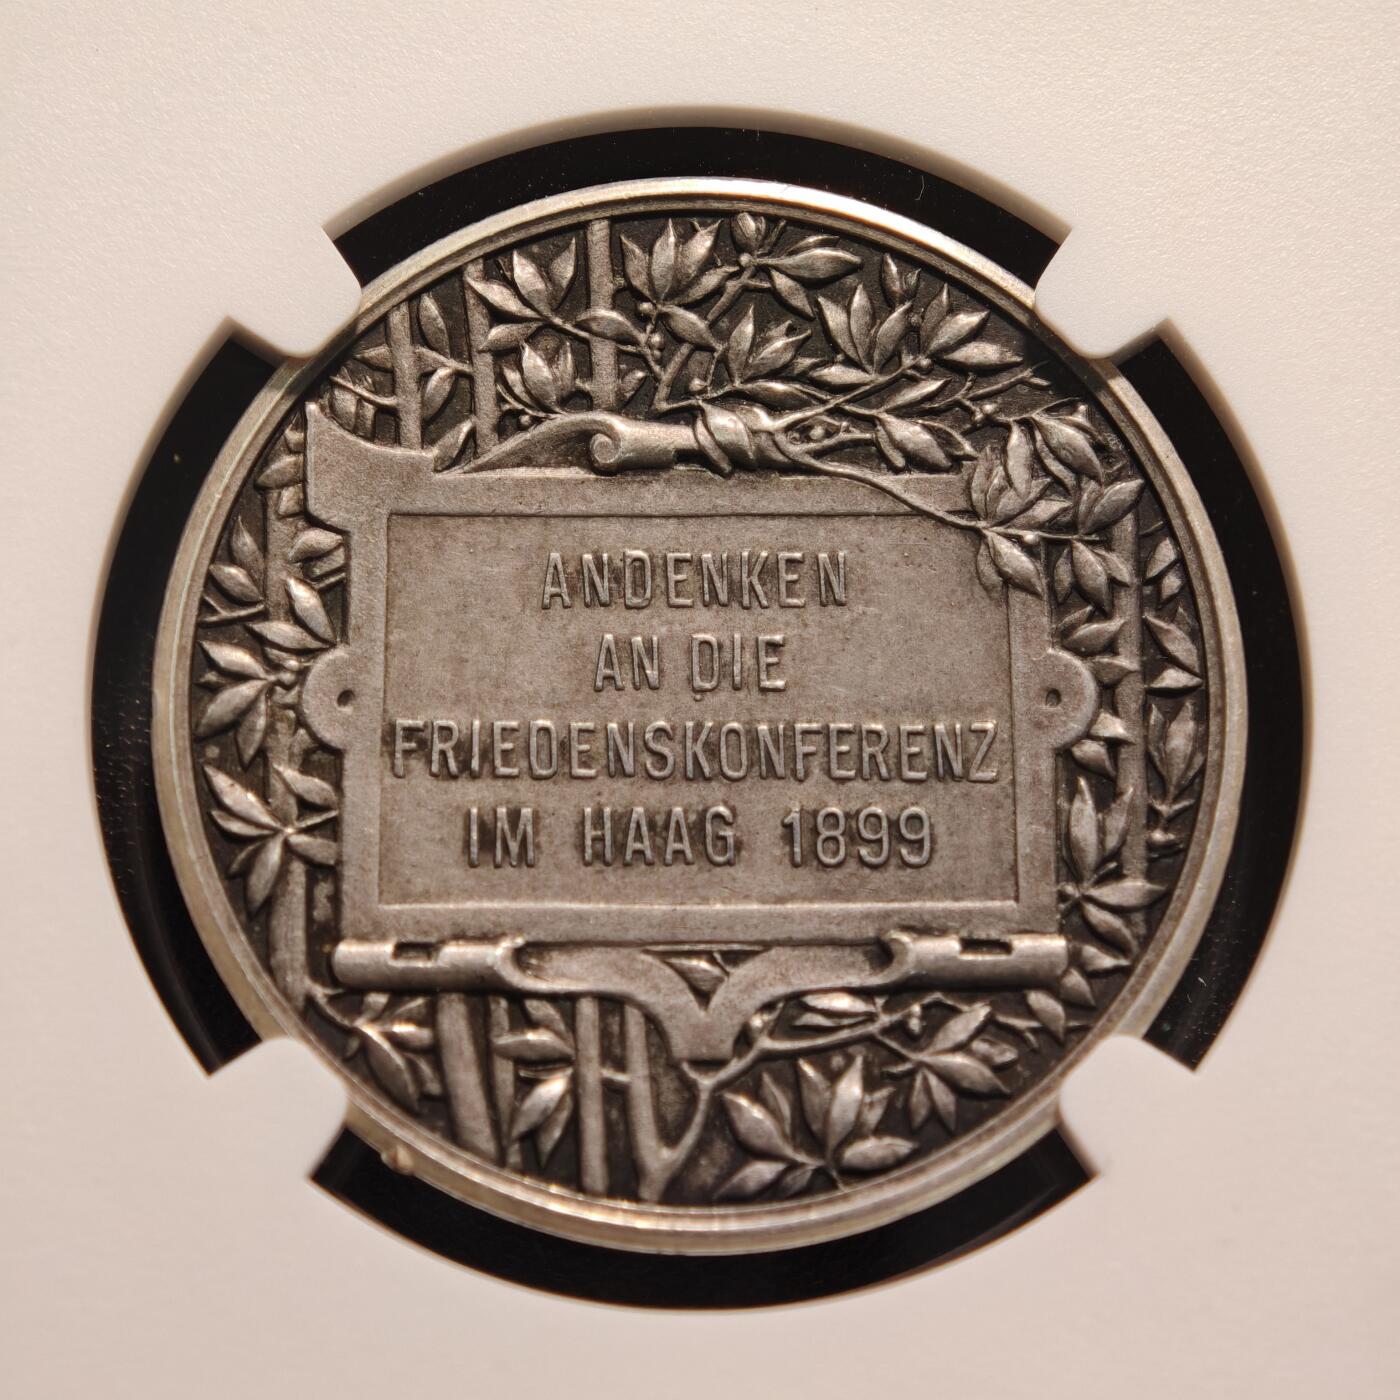 ANDENKEN
AN DIE
FRIEDENSKONFERENZ
IM HAAG 1899